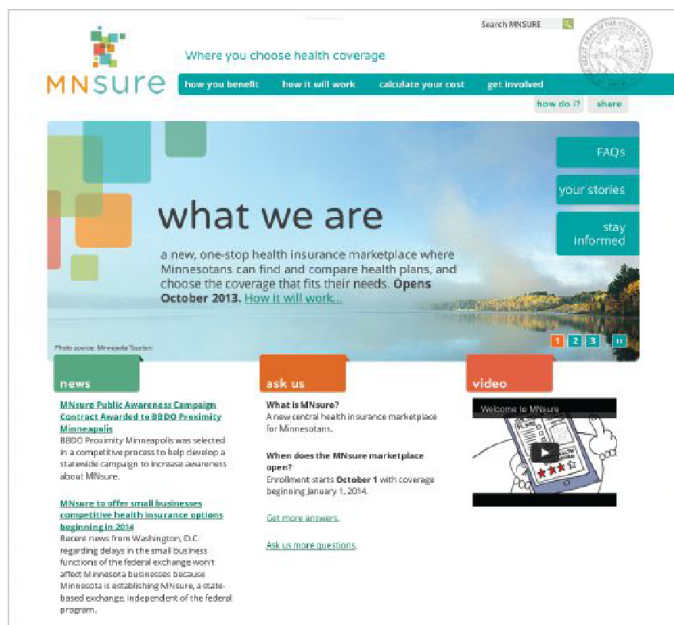 Search MNSURE
Where you choose health coverage
MNsure
how you benefit
how it will work
calculate your cost
get involved
how do i?
share
FAQs
your stories
stay
informed
what we are
a new, one-stop health insurance marketplace where
Minnesotans can find and compare health plans, and
choose the coverage that fits their needs. Opens
October 2013. How it will work...
Photo source: Minnesota Tourism
1 2 3
news
MNsure Public Awareness Campaign
Contract Awarded to BBDO Proximity
Minneapolis
BBDO Proximity Minneapolis was selected
in a competitive process to help develop a
statewide campaign to increase awareness
about MNsure.
MNsure to offer small businesses
competitive health insurance options
beginning in 2014
Recent news from Washington, D.C.
regarding delays in the small business
functions of the federal exchange won't
affect Minnesota businesses because
Minnesota is establishing MNsure, a state-
based exchange, independent of the federal
program.
ask us
What is MNsure?
A new central health insurance marketplace
for Minnesotans.
When does the MNsure marketplace
open?
Enrollment starts October 1 with coverage
beginning January 1, 2014.
Get more answers.
Ask us more questions.
video
Welcome to MNsure